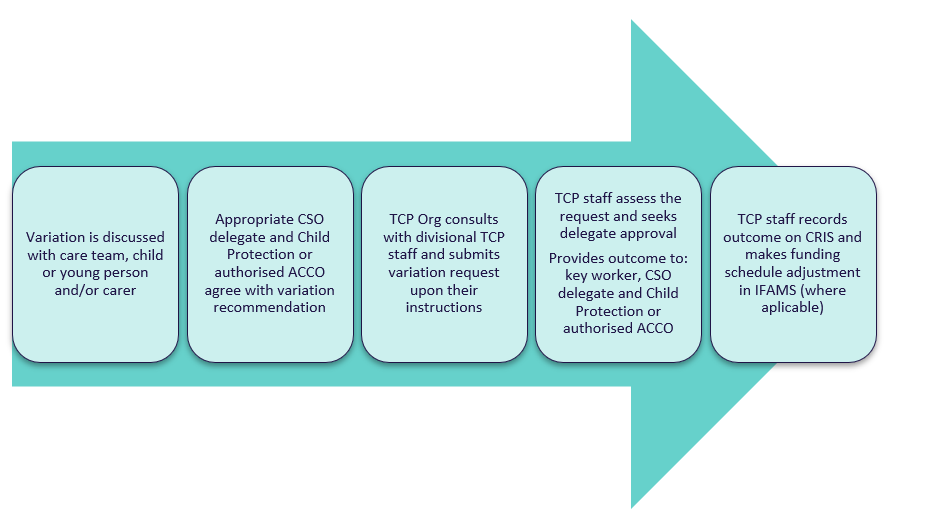 Variation is discussed
with care team, child
or young person
and/or carer
Appropriate CSO
delegate and Child
Protection or
authorised ACCO
agree with variation
recommendation
TCP Org consults
with divisional TCP
staff and submits
variation request
upon their
instructions
TCP staff assess the
request and seeks
delegate approval
Provides outcome to:
key worker, CSO
delegate and Child
Protection or
authorised ACCO
TCP staff records
outcome on CRIS and
makes funding
schedule adjustment
in IFAMS (where
aplicable)